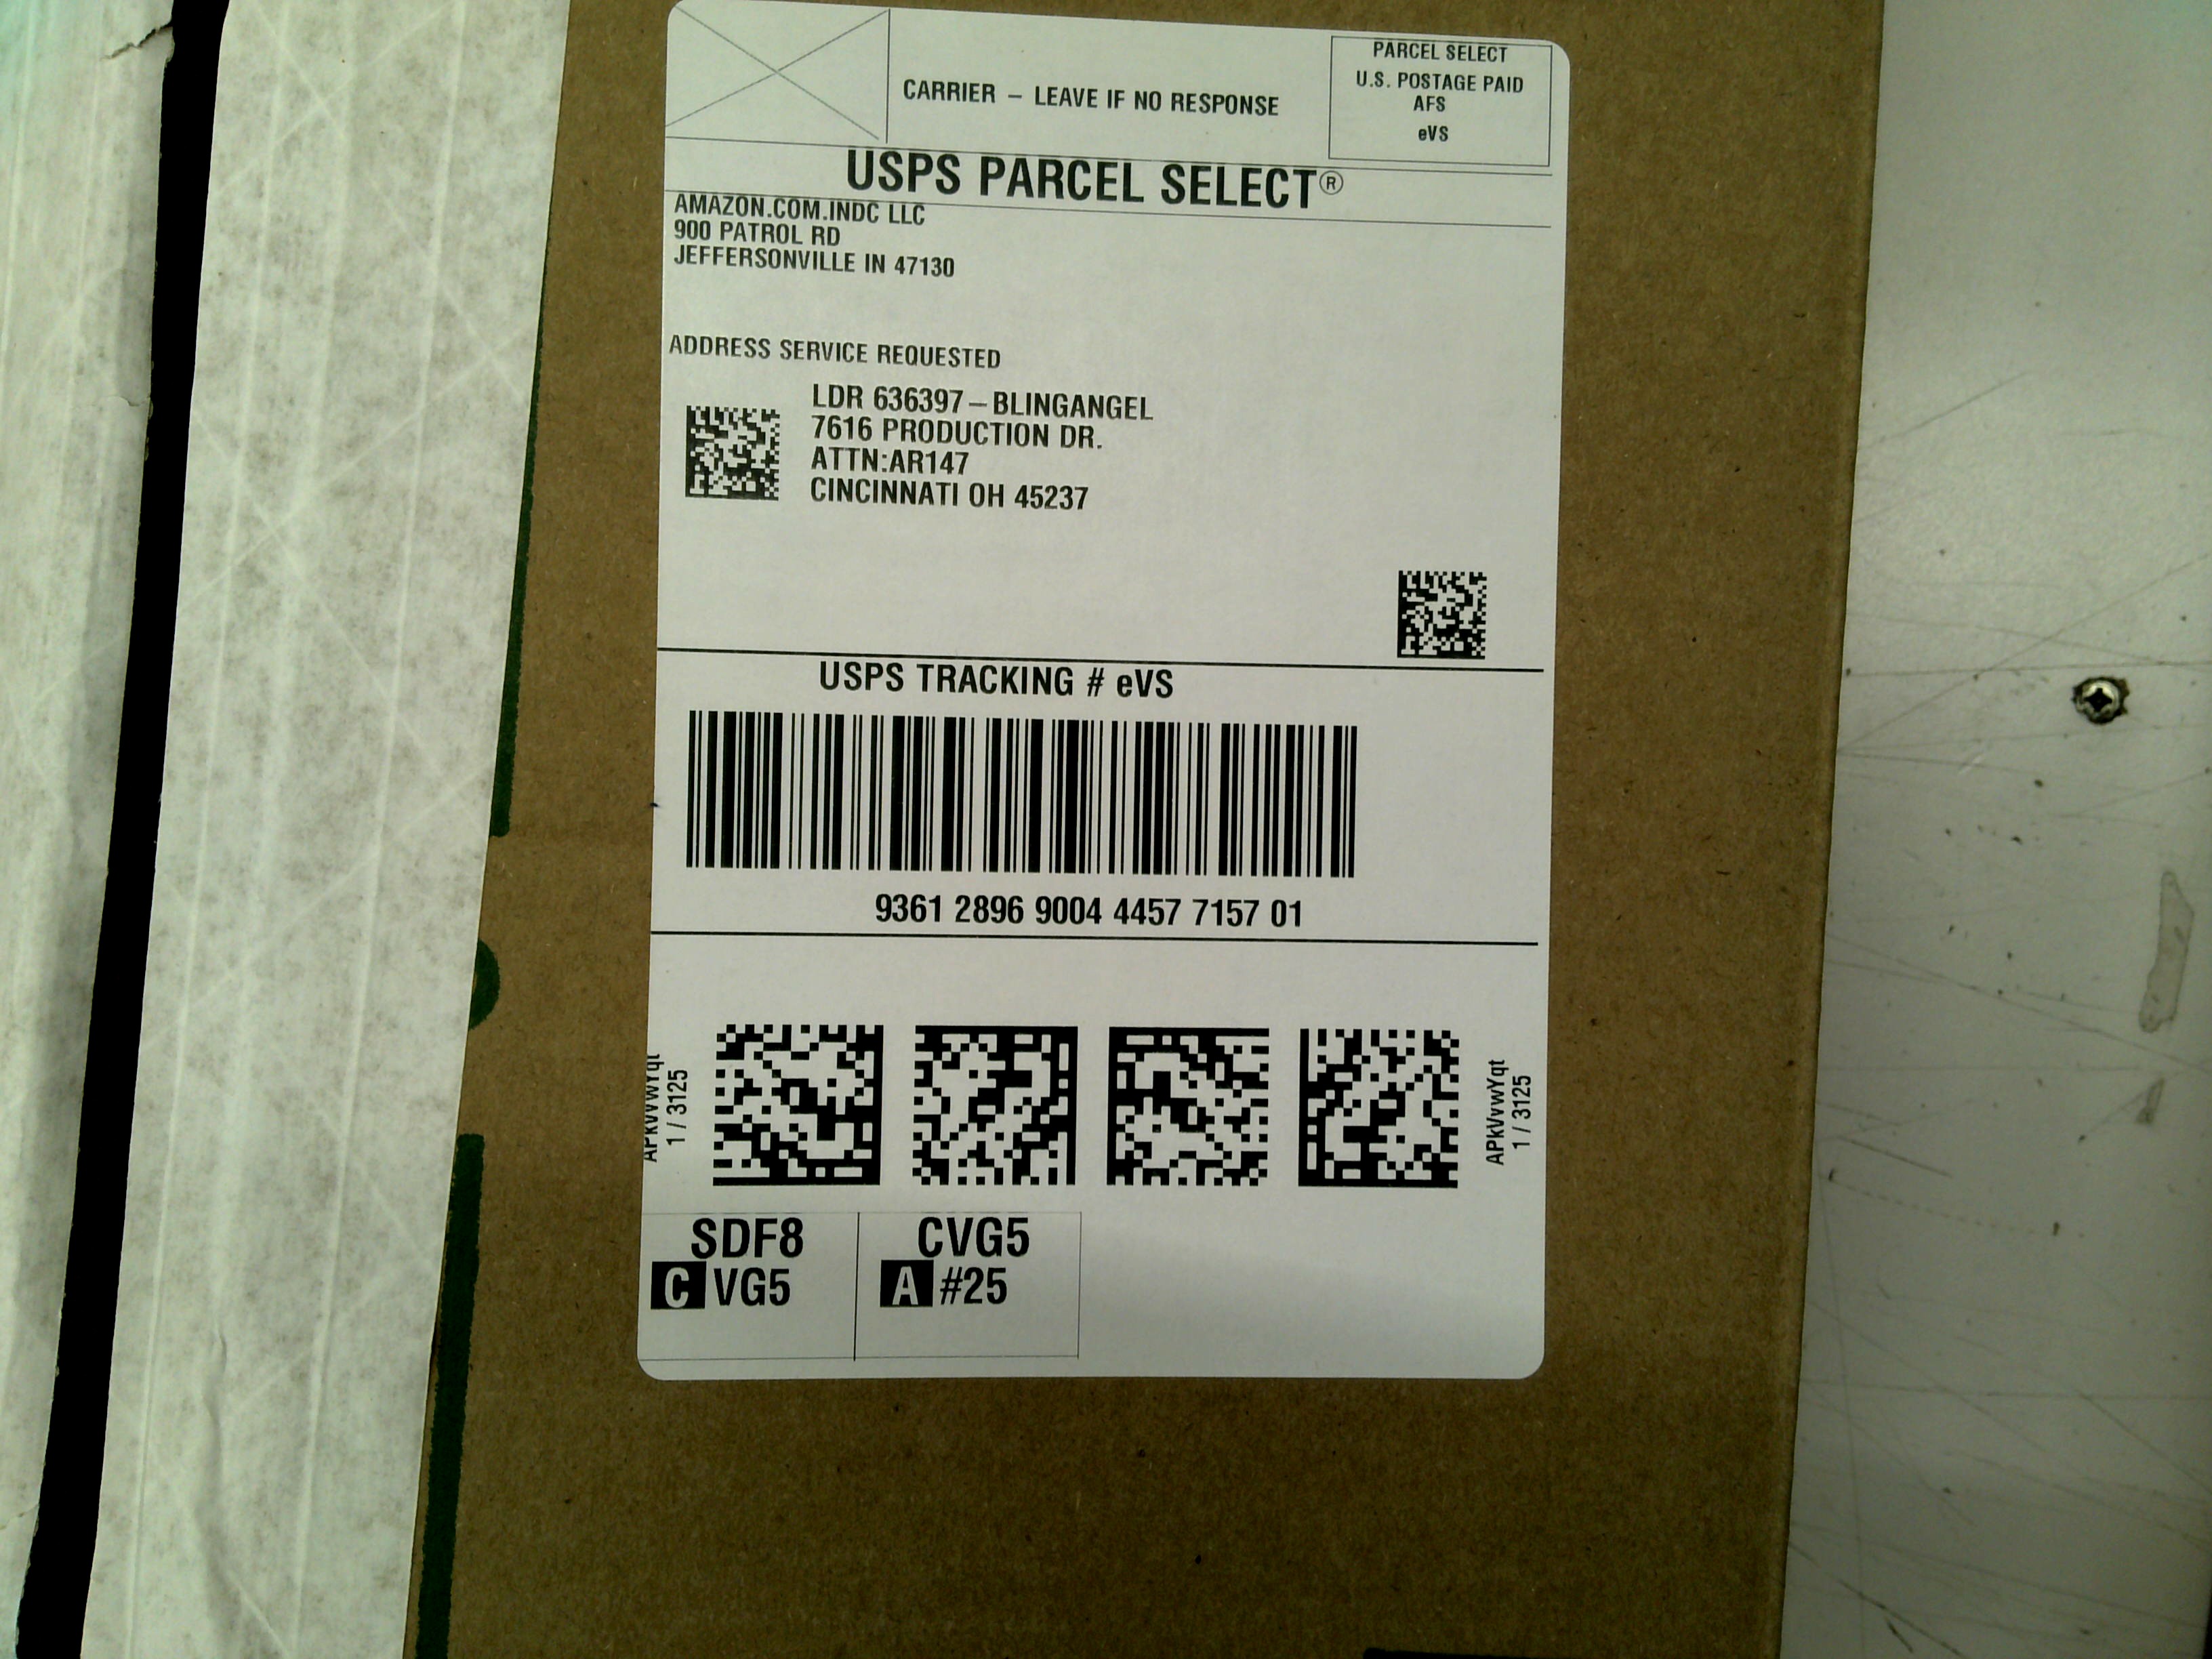 CARRIER – LEAVE IF NO RESPONSE
PARCEL SELECT
U.S. POSTAGE PAID
AFS
eVS
USPS PARCEL SELECT®
AMAZON.COM.INDC LLC
900 PATROL RD
JEFFERSONVILLE IN 47130
ADDRESS SERVICE REQUESTED
LDR 636397–BLINGANGEL
7616 PRODUCTION DR.
ATTN:AR147
CINCINNATI OH 45237
USPS TRACKING # eVS
9361 2896 9004 4457 7157 01
APkVvwYqt
1 / 3125
APkVvwYqt
1 / 3125
SDF8
CVG5
CVG5
A #25